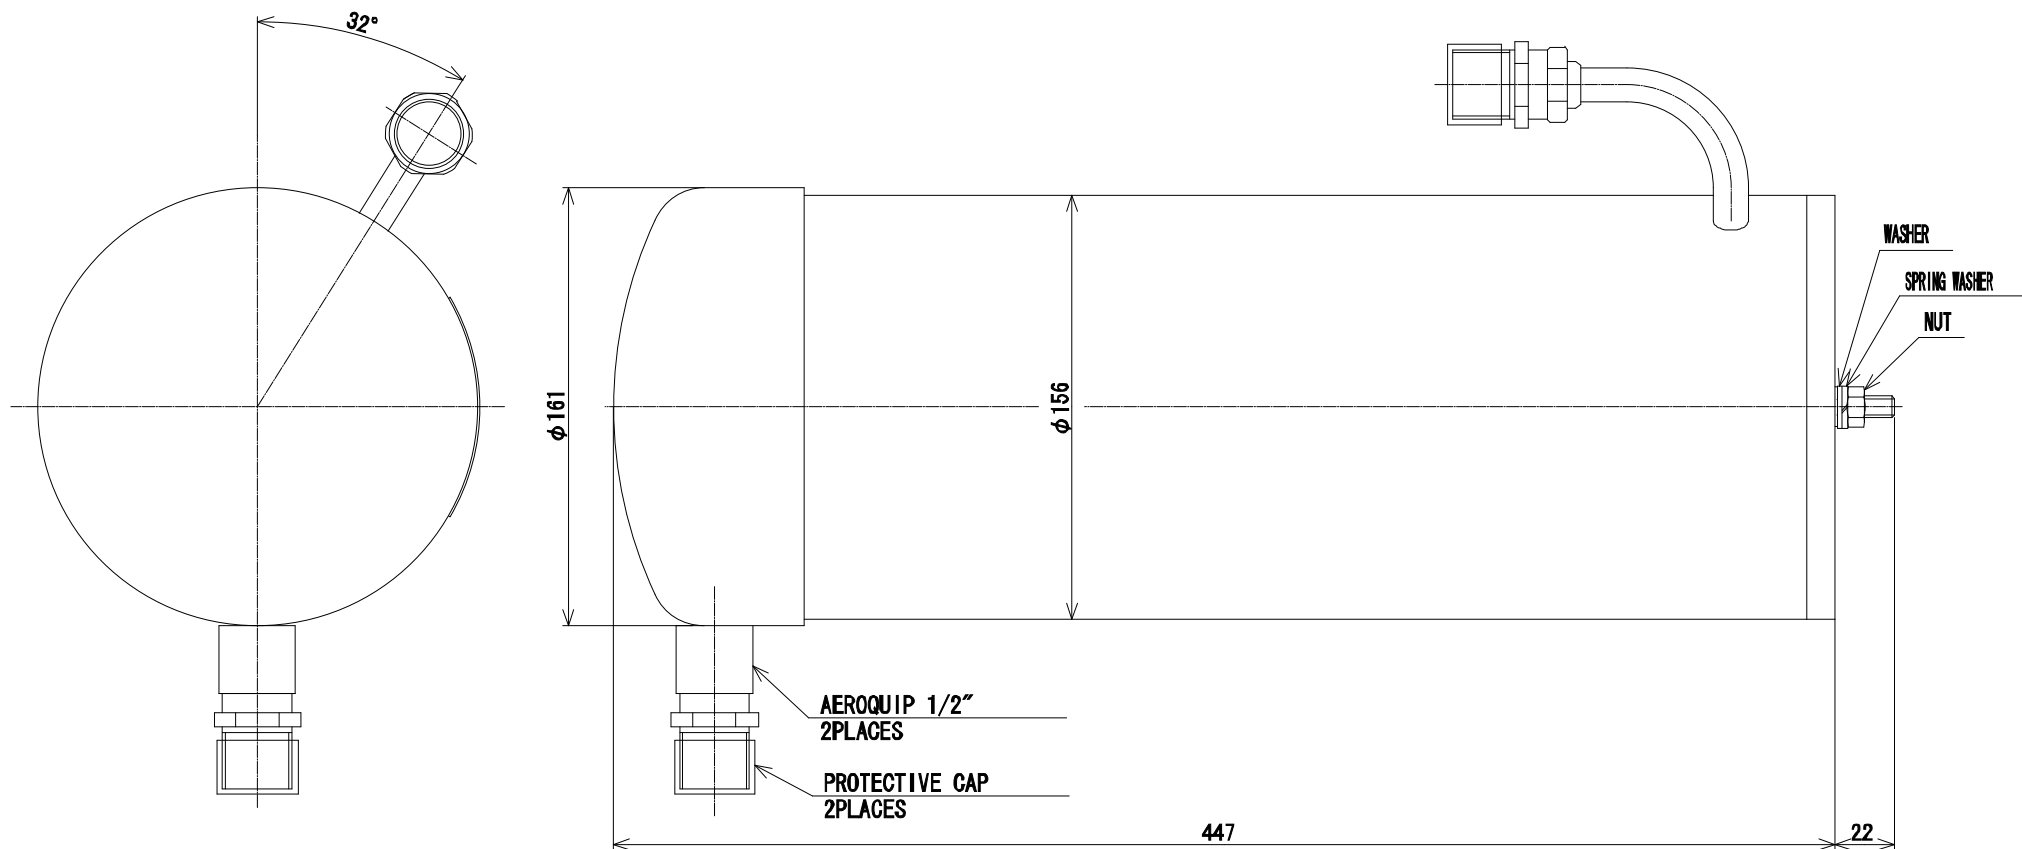 32°
WASHER
SPRING WASHER
NUT
φ161
φ156
AEROQUIP 1/2″
2PLACES
PROTECTIVE CAP
2PLACES
447
22